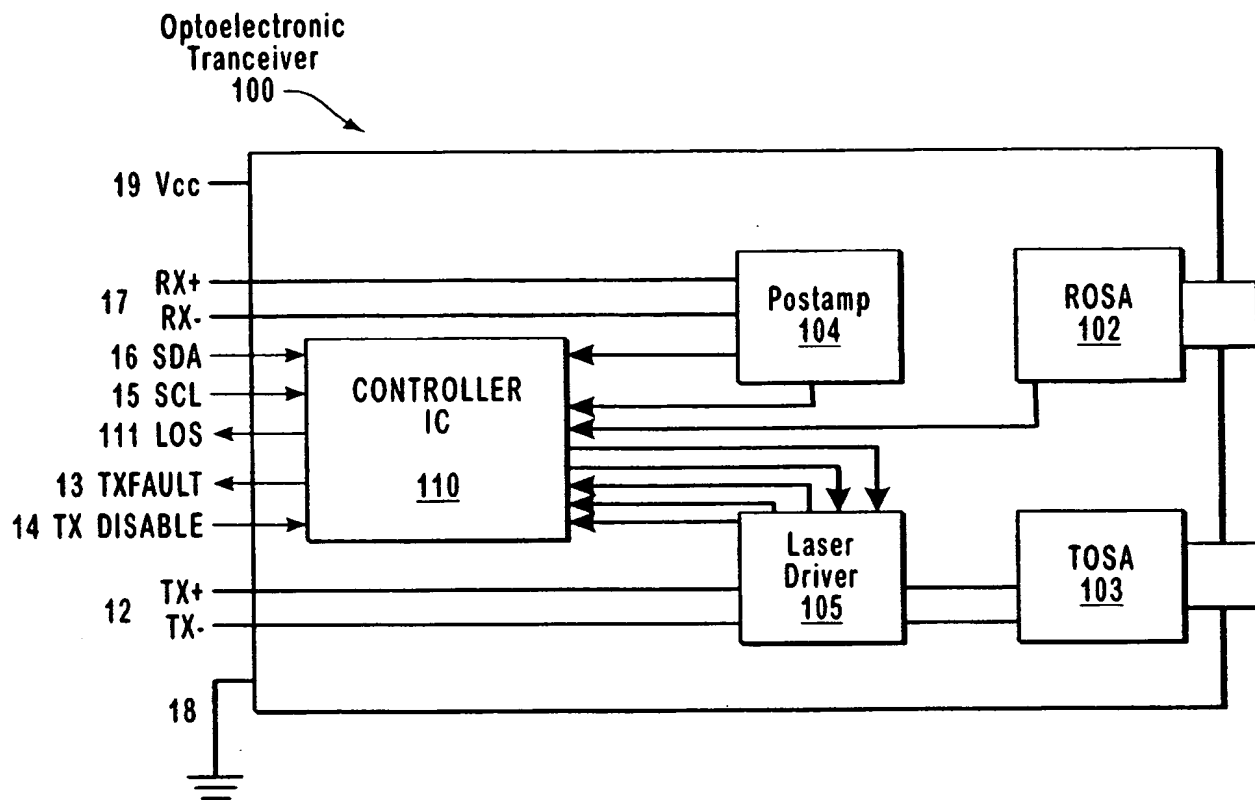 Optoelectronic
Tranceiver
100
19 Vcc
17
RX+
RX-
16 SDA
15 SCL
111 LOS
13 TXFAULT
14 TX DISABLE
12
TX+
TX-
18
CONTROLLER
IC
110
Postamp
104
ROSA
102
Laser
Driver
105
TOSA
103